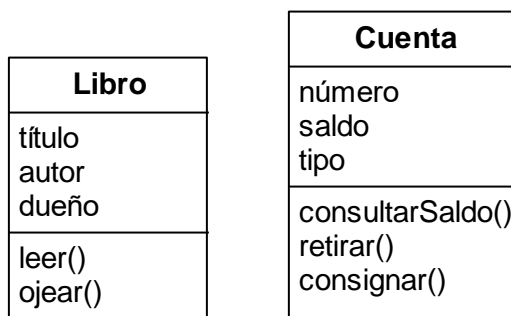 Libro
título
autor
dueño
leer()
ojear()
Cuenta
número
saldo
tipo
consultarSaldo()
retirar()
consignar()